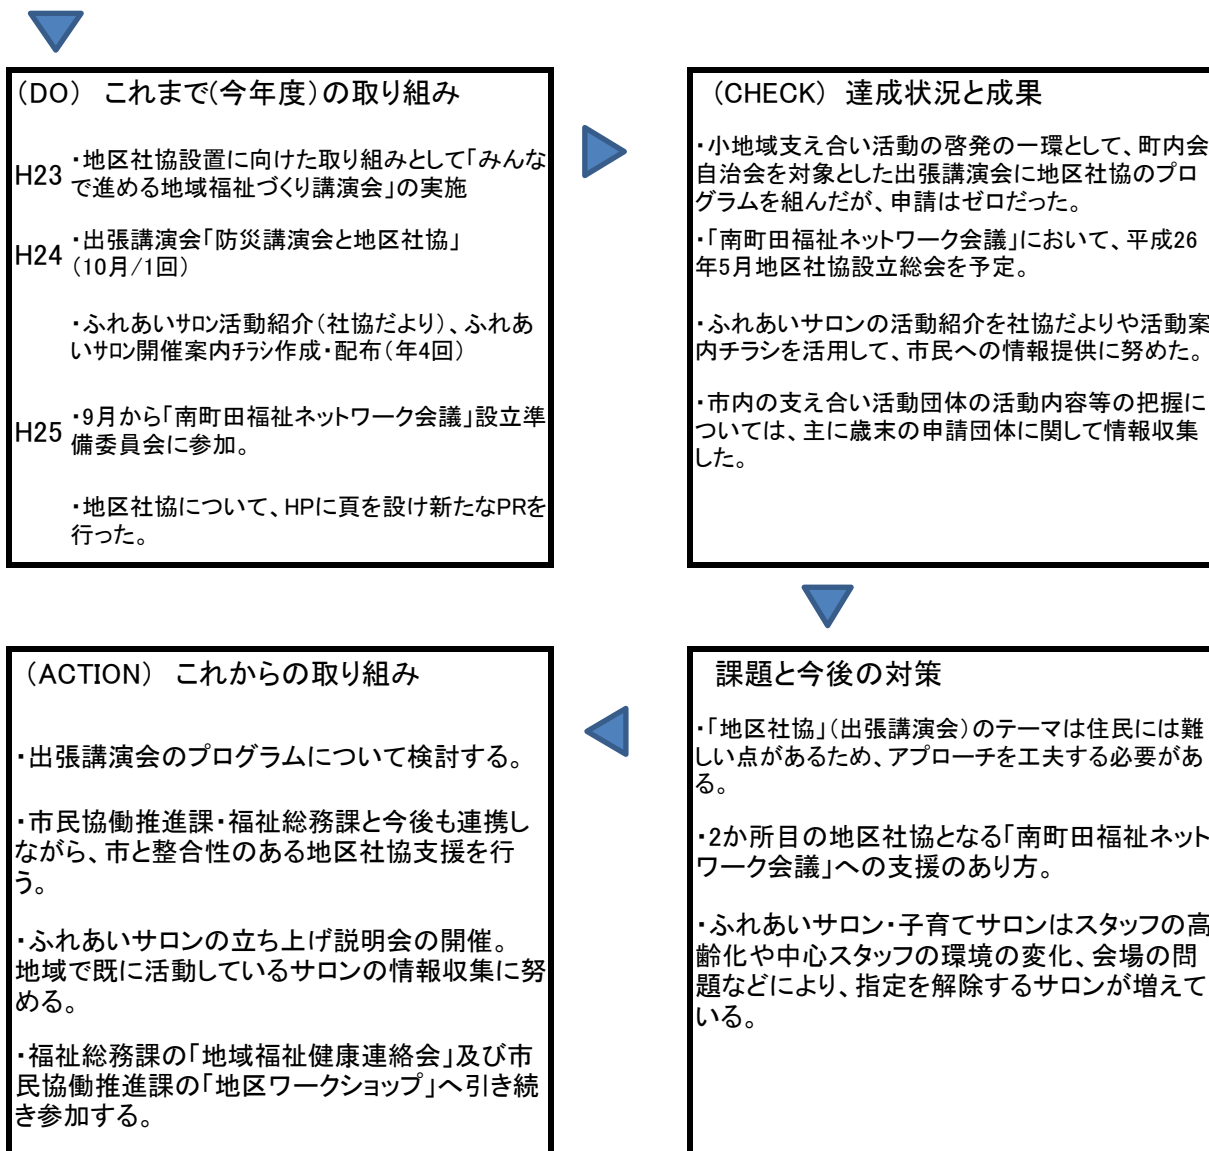 （DO） これまで(今年度)の取り組み
H23 ・地区社協設置に向けた取り組みとして「みんな
で進める地域福祉づくり講演会」の実施
H24 ・出張講演会「防災講演会と地区社協」
（10月/1回）
・ふれあいｻﾛﾝ活動紹介（社協だより）、ふれあ
いｻﾛﾝ開催案内ﾁﾗｼ作成・配布（年4回）
H25 ・9月から「南町田福祉ネットワーク会議」設立準
備委員会に参加。
・地区社協について、HPに頁を設け新たなPRを
行った。
（CHECK） 達成状況と成果
・小地域支え合い活動の啓発の一環として、町内会
自治会を対象とした出張講演会に地区社協のプロ
グラムを組んだが、申請はゼロだった。
・「南町田福祉ネットワーク会議」において、平成26
年5月地区社協設立総会を予定。
・ふれあいサロンの活動紹介を社協だよりや活動案
内チラシを活用して、市民への情報提供に努めた。
・市内の支え合い活動団体の活動内容等の把握に
ついては、主に歳末の申請団体に関して情報収集
した。
課題と今後の対策
・「地区社協」（出張講演会）のテーマは住民には難
しい点があるため、アプローチを工夫する必要があ
る。
・2か所目の地区社協となる「南町田福祉ネット
ワーク会議」への支援のあり方。
・ふれあいサロン・子育てサロンはスタッフの高
齢化や中心スタッフの環境の変化、会場の問
題などにより、指定を解除するサロンが増えて
いる。
（ACTION） これからの取り組み
・出張講演会のプログラムについて検討する。
・市民協働推進課・福祉総務課と今後も連携し
ながら、市と整合性のある地区社協支援を行
う。
・ふれあいサロンの立ち上げ説明会の開催。
地域で既に活動しているサロンの情報収集に努
める。
・福祉総務課の「地域福祉健康連絡会」及び市
民協働推進課の「地区ワークショップ」へ引き続
き参加する。